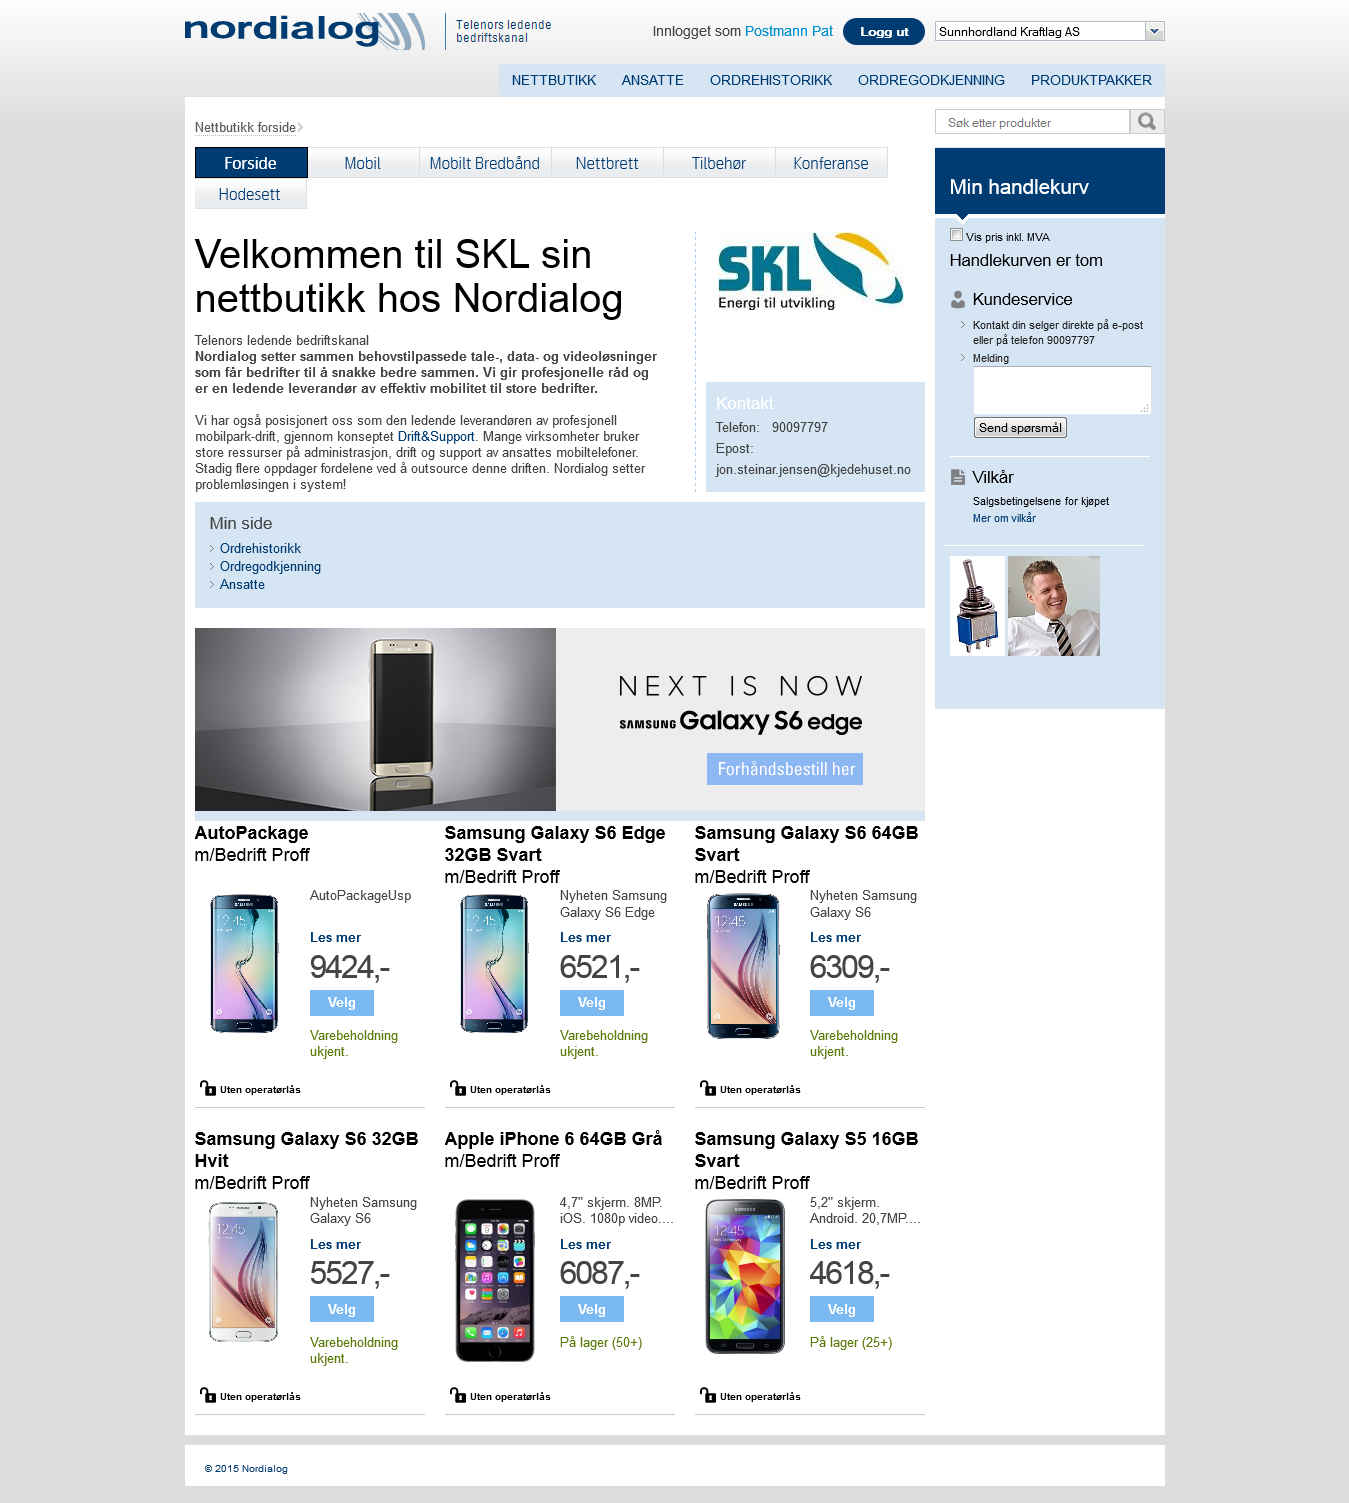 nordialog
Telenors ledende
bedriftskanal
Innlogget som Postmann Pat
Logg ut
Sunnhordland Kraftlag AS
NETTBUTIKK ANSATTE ORDREHISTORIKK ORDREGODKJENNING PRODUKTPAKKER
Nettbutikk forside
Søk etter produkter
Forside Mobil Mobilt Bredbånd Nettbrett Tilbehør Konferanse
Hodesett
Velkommen til SKL sin
nettbutikk hos Nordialog
Telenors ledende bedriftskanal
Nordialog setter sammen behovstilpassede tale-, data- og videoløsninger
som får bedrifter til å snakke bedre sammen. Vi gir profesjonelle råd og
er en ledende leverandør av effektiv mobilitet til store bedrifter.
Vi har også posisjonert oss som den ledende leverandøren av profesjonell
mobilpark-drift, gjennom konseptet Drift&Support. Mange virksomheter bruker
store ressurser på administrasjon, drift og support av ansattes mobiltelefoner.
Stadig flere oppdager fordelene ved å outsource denne driften. Nordialog setter
problemløsingen i system!
SKL
Energi til utvikling
Kontakt
Telefon: 90097797
Epost:
jon.steinar.jensen@kjedehuset.no
Min handlekurv
Vis pris inkl. MVA
Handlekurven er tom
Kundeservice
Kontakt din selger direkte på e-post
eller på telefon 90097797
Melding
Send spørsmål
Vilkår
Salgsbetingelsene for kjøpet
Mer om vilkår
Min side
Ordrehistorikk
Ordregodkjenning
Ansatte
NEXT IS NOW
SAMSUNG Galaxy S6 edge
Forhåndsbestill her
AutoPackage
m/Bedrift Proff
AutoPackageUsp
Les mer
9424,-
Velg
Varebeholdning
ukjent.
Uten operatørlås
Samsung Galaxy S6 Edge
32GB Svart
m/Bedrift Proff
Nyheten Samsung
Galaxy S6 Edge
Les mer
6521,-
Velg
Varebeholdning
ukjent.
Uten operatørlås
Samsung Galaxy S6 64GB
Svart
m/Bedrift Proff
12:45
Nyheten Samsung
Galaxy S6
Les mer
6309,-
Velg
Varebeholdning
ukjent.
Uten operatørlås
Samsung Galaxy S6 32GB
Hvit
m/Bedrift Proff
12:45
Nyheten Samsung
Galaxy S6
Les mer
5527,-
Velg
Varebeholdning
ukjent.
Uten operatørlås
Apple iPhone 6 64GB Grå
m/Bedrift Proff
4,7" skjerm. 8MP.
iOS. 1080p video....
Les mer
6087,-
Velg
På lager (50+)
Uten operatørlås
Samsung Galaxy S5 16GB
Svart
m/Bedrift Proff
SAMSUNG
12:45
5,2" skjerm.
Android. 20,7MP....
Les mer
4618,-
Velg
På lager (25+)
Uten operatørlås
© 2015 Nordialog